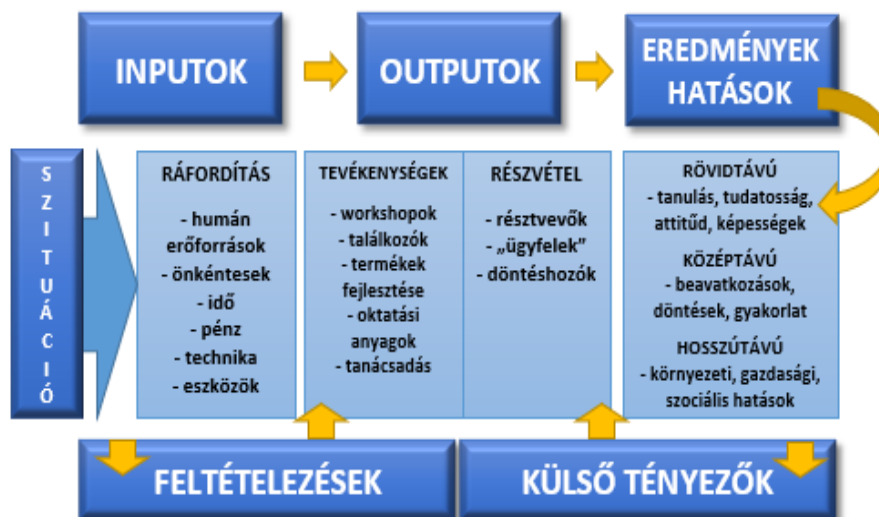 INPUTOK
OUTPUTOK
EREDMÉNYEK
HATÁSOK
SZITUÁCIÓ
RÁFORDÍTÁS
- humán
erőforrások
- önkéntesek
- idő
- pénz
- technika
- eszközök
TEVÉKENYSÉGEK
- workshopok
- találkozók
- termékek
fejlesztése
- oktatási
anyagok
- tanácsadás
RÉSZVÉTEL
- résztvevők
- „ügyfelek”
- döntéshozók
RÖVIDTÁVÚ
- tanulás, tudatosság,
attitűd, képességek
KÖZÉPTÁVÚ
- beavatkozások,
döntések, gyakorlat
HOSSZÚTÁVÚ
- környezeti, gazdasági,
szociális hatások
FELTÉTELEZÉSEK
KÜLSŐ TÉNYEZŐK